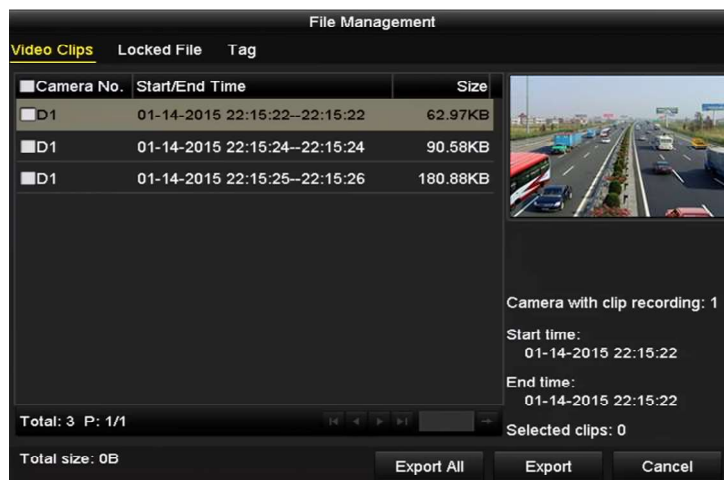 File Management
Video Clips Locked File Tag
Camera No. Start/End Time Size
D1 01-14-2015 22:15:22--22:15:22 62.97KB
D1 01-14-2015 22:15:24--22:15:24 90.58KB
D1 01-14-2015 22:15:25--22:15:26 180.88KB
Camera with clip recording: 1
Start time:
01-14-2015 22:15:22
End time:
01-14-2015 22:15:22
Selected clips: 0
Total: 3 P: 1/1
Total size: 0B
Export All Export Cancel